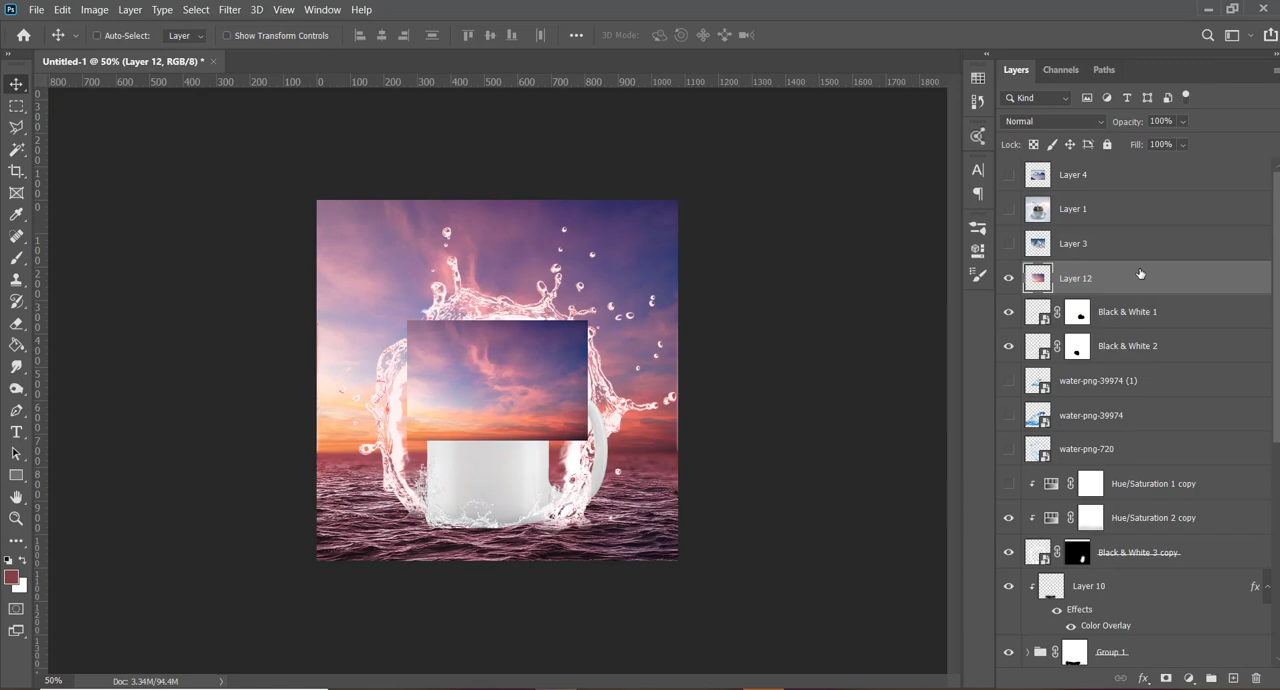 Ps File Edit Image Layer Type Select Filter 3D View Window Help
Auto-Select: Layer Show Transform Controls 3D Mode:
Untitled-1 @ 50% (Layer 12, RGB/8) * ×
800 700 600 500 400 300 200 100 0 100 200 300 400 500 600 700 800 900 1000 1100 1200 1300 1400 1500 1600 1700 1800
Layers Channels Paths
Kind
Normal Opacity: 100%
Lock: Fill: 100%
Layer 4
Layer 1
Layer 3
Layer 12
Black & White 1
Black & White 2
water-png-39974 (1)
water-png-39974
water-png-720
Hue/Saturation 1 copy
Hue/Saturation 2 copy
Black & White 3 copy
Layer 10 fx
Effects
Color Overlay
Group 1
50% Doc: 3.34M/94.4M